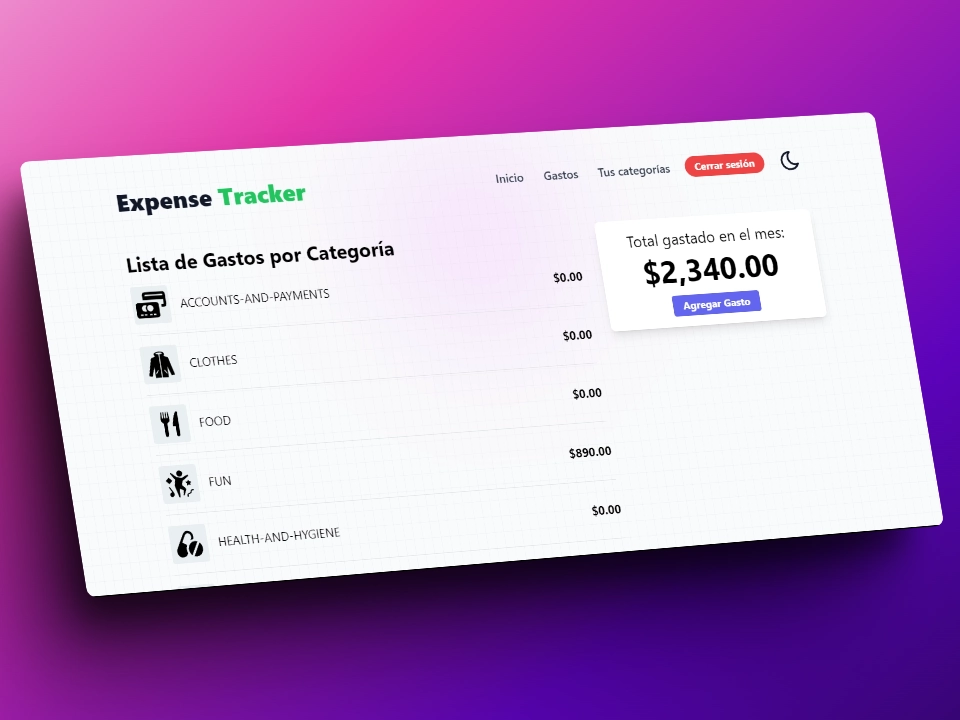 Expense Tracker
Inicio
Gastos
Tus categorías
Cerrar sesión
Lista de Gastos por Categoría
ACCOUNTS-AND-PAYMENTS
$0.00
CLOTHES
$0.00
FOOD
$0.00
FUN
$890.00
HEALTH-AND-HYGIENE
$0.00
Total gastado en el mes:
$2,340.00
Agregar Gasto